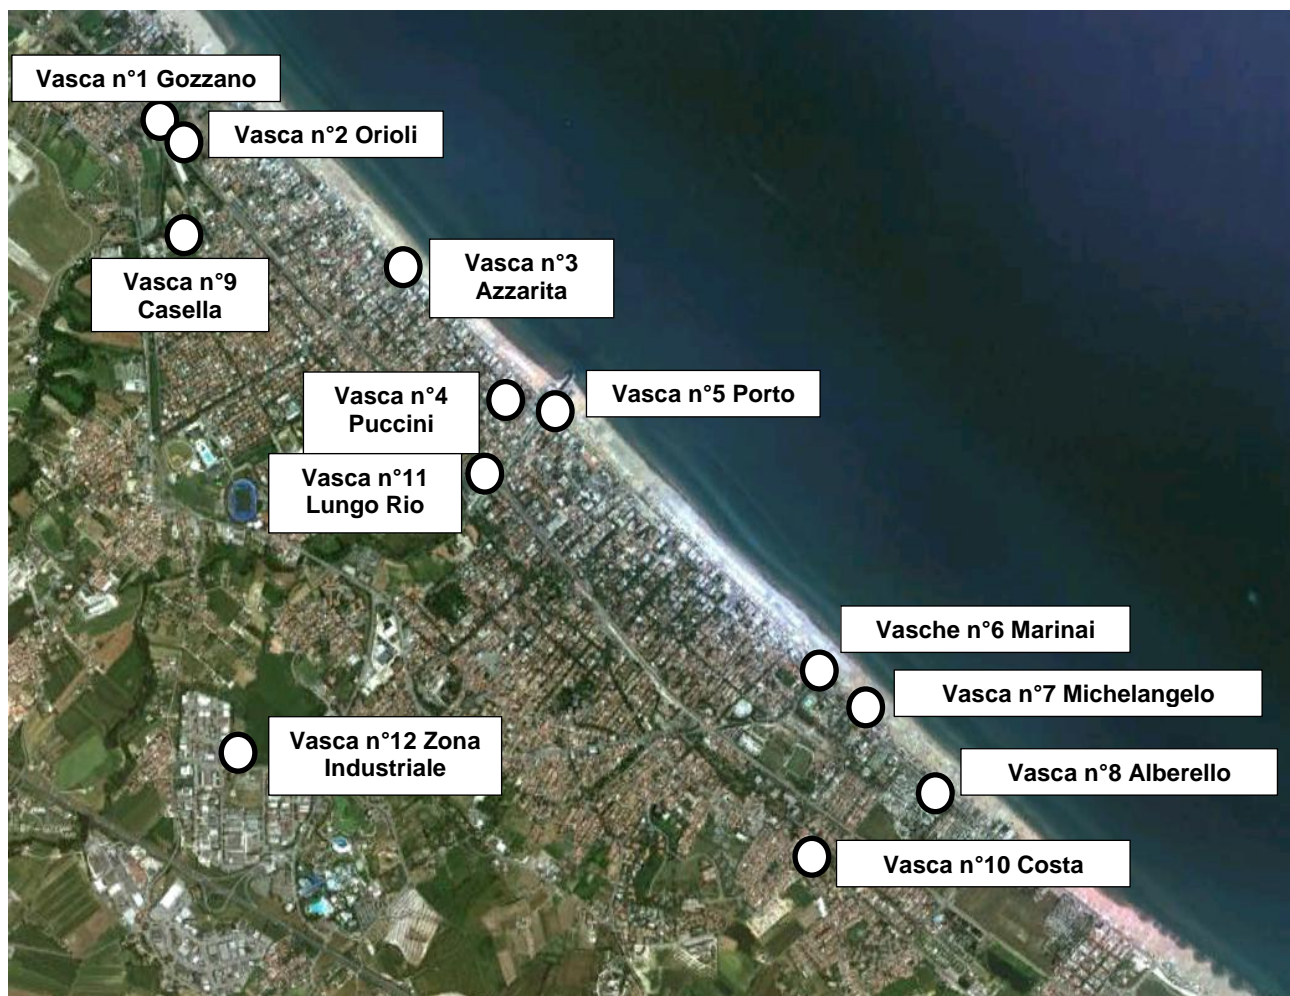 Vasca n°1 Gozzano
Vasca n°2 Orioli
Vasca n°9
Casella
Vasca n°3
Azzarita
Vasca n°4
Puccini
Vasca n°5 Porto
Vasca n°11
Lungo Rio
Vasche n°6 Marinai
Vasca n°7 Michelangelo
Vasca n°12 Zona
Industriale
Vasca n°8 Alberello
Vasca n°10 Costa